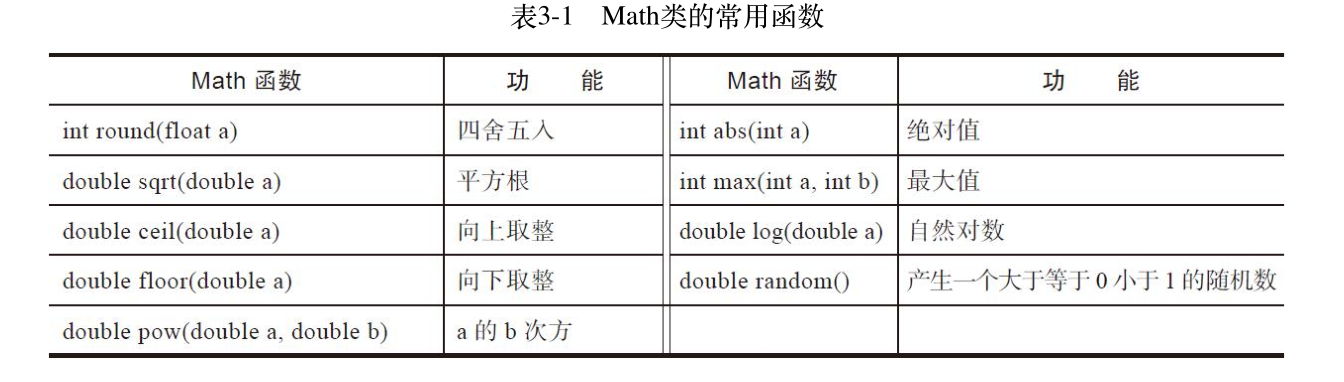 表3-1 Math类的常用函数
Math 函数 功 能 Math 函数 功 能
int round(float a) 四舍五入 int abs(int a) 绝对值
double sqrt(double a) 平方根 int max(int a, int b) 最大值
double ceil(double a) 向上取整 double log(double a) 自然对数
double floor(double a) 向下取整 double random() 产生一个大于等于 0 小于 1 的随机数
double pow(double a, double b) a 的 b 次方